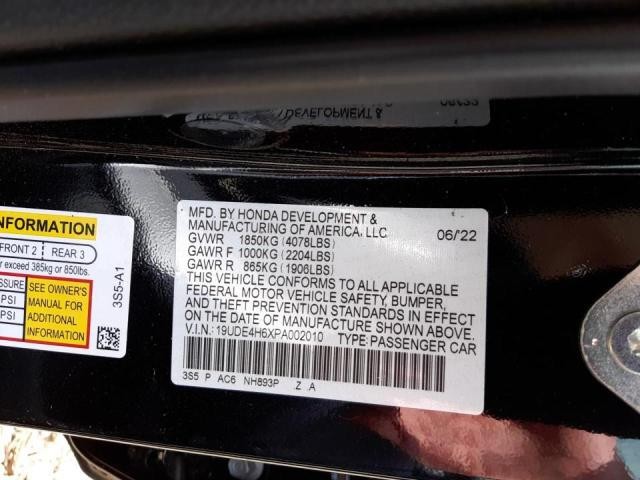 06/22
DEVELOPMENT &
INFORMATION
FRONT 2 REAR 3
or exceed 385kg or 850lbs.
SEE OWNER'S
MANUAL FOR
ADDITIONAL
INFORMATION
PSI
PSI
3S5-A1
MFD. BY HONDA DEVELOPMENT &
MANUFACTURING OF AMERICA, LLC 06/22
GVWR 1850KG (4078LBS)
GAWR F 1000KG (2204LBS)
GAWR R 865KG (1906LBS)
THIS VEHICLE CONFORMS TO ALL APPLICABLE
FEDERAL MOTOR VEHICLE SAFETY, BUMPER,
AND THEFT PREVENTION STANDARDS IN EFFECT
ON THE DATE OF MANUFACTURE SHOWN ABOVE.
V.I.N: 19UDE4H6XPA002010 TYPE: PASSENGER CAR
3S5 P AC6 NH893P Z A